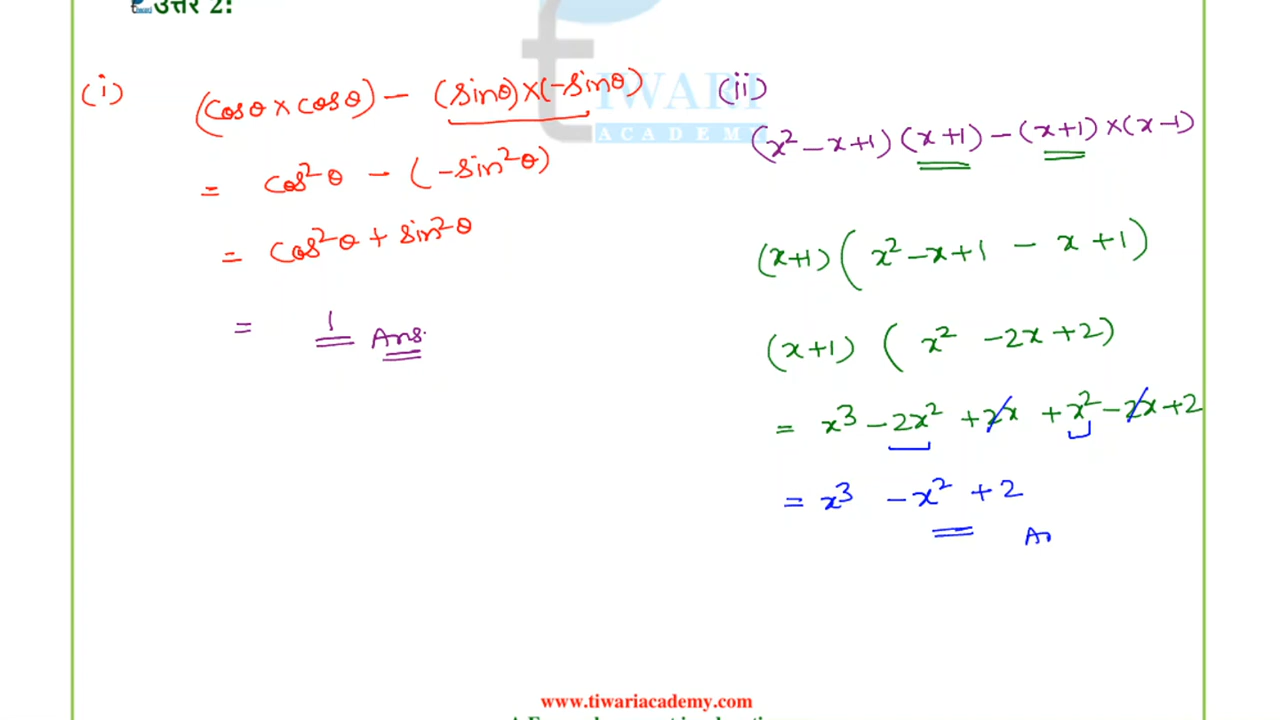 उत्तर 2:
(i)
(cosθ × cosθ) − (sinθ)×(−sinθ)
= cos²θ − (−sin²θ)
= cos²θ + sin²θ
= 1 Ans.
(ii)
(x² − x+1) (x+1) − (x+1) ×(x−1)
(x+1) ( x² −x+1 − x +1)
(x+1) ( x² −2x +2)
= x³ −2x² +2x +x² −2x +2
= x³ −x² +2
TIWARI
ACADEMY
www.tiwariacademy.com